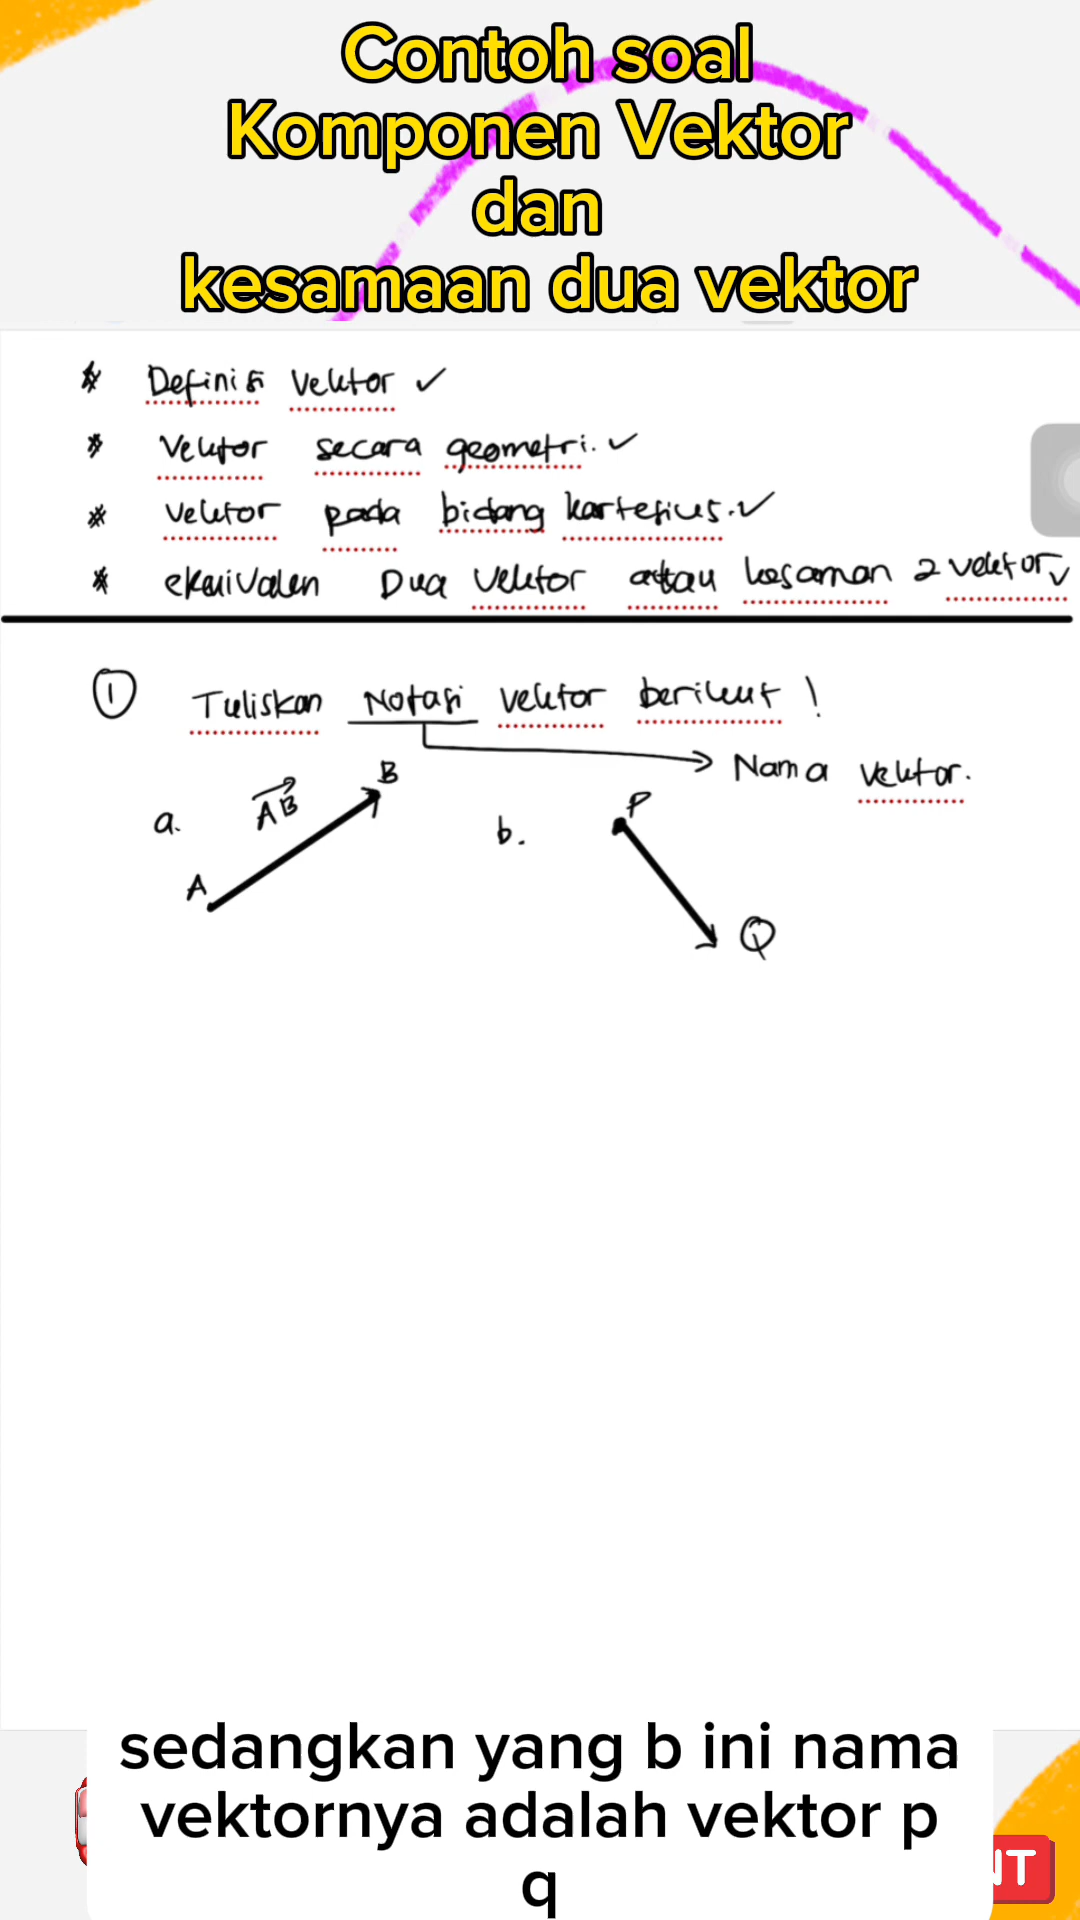 Contoh soal
Komponen Vektor
dan
kesamaan dua vektor
* Definisi vektor ✓
* Vektor secara geometri. ✓
* vektor pada bidang kartesius. ✓
* ekuivalen Dua vektor atau kesaman 2 vektor ✓
① Tuliskan Notasi vektor berikut !
Nama vektor.
a. AB B
A
b. P
Q
sedangkan yang b ini nama
vektornya adalah vektor p
q